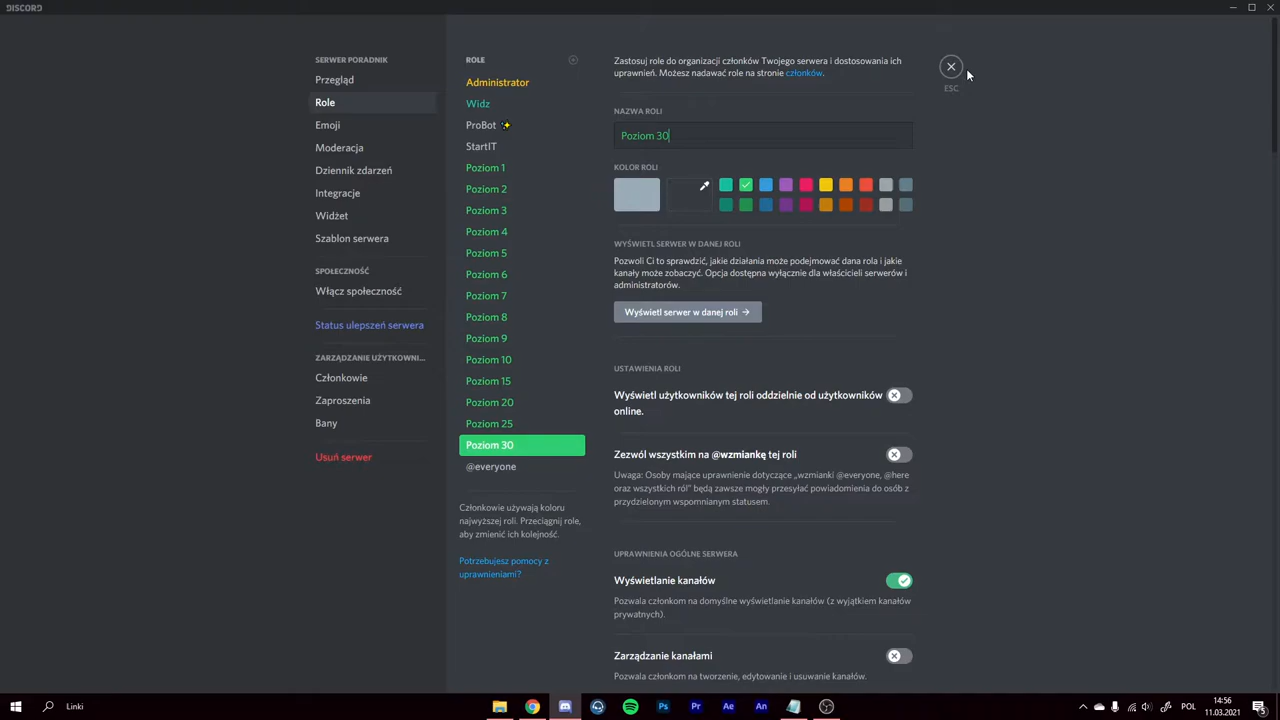 DISCORD
SERWER PORADNIK
Przegląd
Role
Emoji
Moderacja
Dziennik zdarzeń
Integracje
Widżet
Szablon serwera
SPOŁECZNOŚĆ
Włącz społeczność
Status ulepszeń serwera
ZARZĄDZANIE UŻYTKOWNI...
Członkowie
Zaproszenia
Bany
Usuń serwer
ROLE
Administrator
Widz
ProBot ✨
StartIT
Poziom 1
Poziom 2
Poziom 3
Poziom 4
Poziom 5
Poziom 6
Poziom 7
Poziom 8
Poziom 9
Poziom 10
Poziom 15
Poziom 20
Poziom 25
Poziom 30
@everyone
Członkowie używają koloru
najwyższej roli. Przeciągnij role,
aby zmienić ich kolejność.
Potrzebujesz pomocy z
uprawnieniami?
Zastosuj role do organizacji członków Twojego serwera i dostosowania ich
uprawnień. Możesz nadawać role na stronie członków.
NAZWA ROLI
Poziom 30
KOLOR ROLI
WYŚWIETL SERWER W DANEJ ROLI
Pozwoli Ci to sprawdzić, jakie działania może podejmować dana rola i jakie
kanały może zobaczyć. Opcja dostępna wyłącznie dla właścicieli serwerów i
administratorów.
Wyświetl serwer w danej roli →
USTAWIENIA ROLI
Wyświetl użytkowników tej roli oddzielnie od użytkowników
online.
Zezwól wszystkim na @wzmiankę tej roli
Uwaga: Osoby mające uprawnienie dotyczące „wzmianki @everyone, @here
oraz wszystkich ról” będą zawsze mogły przesyłać powiadomienia do osób z
przydzielonym wspomnianym statusem.
UPRAWNIENIA OGÓLNE SERWERA
Wyświetlanie kanałów
Pozwala członkom na domyślne wyświetlanie kanałów (z wyjątkiem kanałów
prywatnych).
Zarządzanie kanałami
Pozwala członkom na tworzenie, edytowanie i usuwanie kanałów.
ESC
Linki
Ps
Pr
Ae
An
POL
14:56
11.03.2021